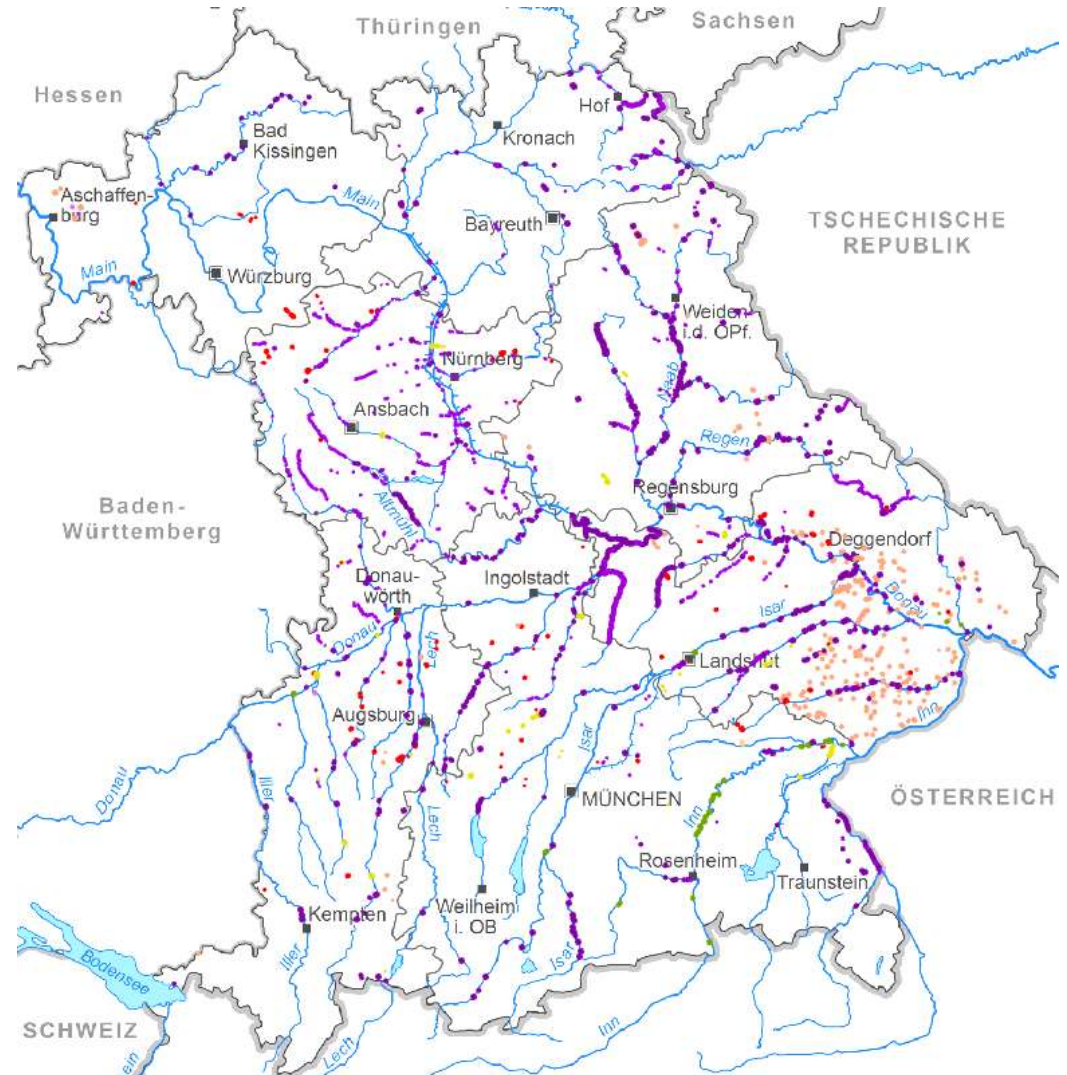 Thüringen
Sachsen
Hessen
Hof
Kronach
Bad
Kissingen
Aschaffen-
burg
Main
Bayreuth
TSCHECHISCHE
REPUBLIK
Main
Würzburg
Weiden
i.d. OPf.
Nürnberg
Naab
Ansbach
Regen
Baden-
Württemberg
Altmühl
Regensburg
Deggendorf
Donau-
wörth
Ingolstadt
Donau
Lech
Isar
Donau
Landshut
Augsburg
Isar
Inn
Donau
Iller
MÜNCHEN
Inn
ÖSTERREICH
Lech
Rosenheim
Traunstein
Kempten
Weilheim
i. OB
Iller
Isar
Bodensee
SCHWEIZ
Inn
Lech
ein